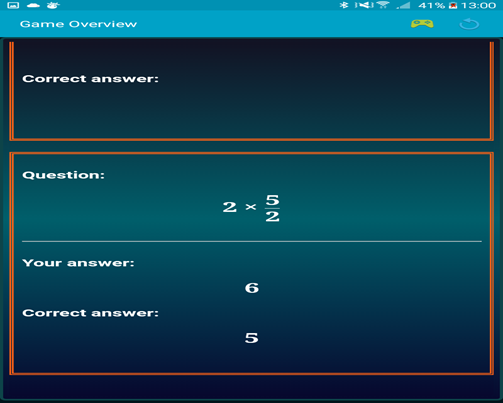 41% 13:00
Game Overview
Correct answer:
Question:
2 × 5/2
Your answer:
6
Correct answer:
5